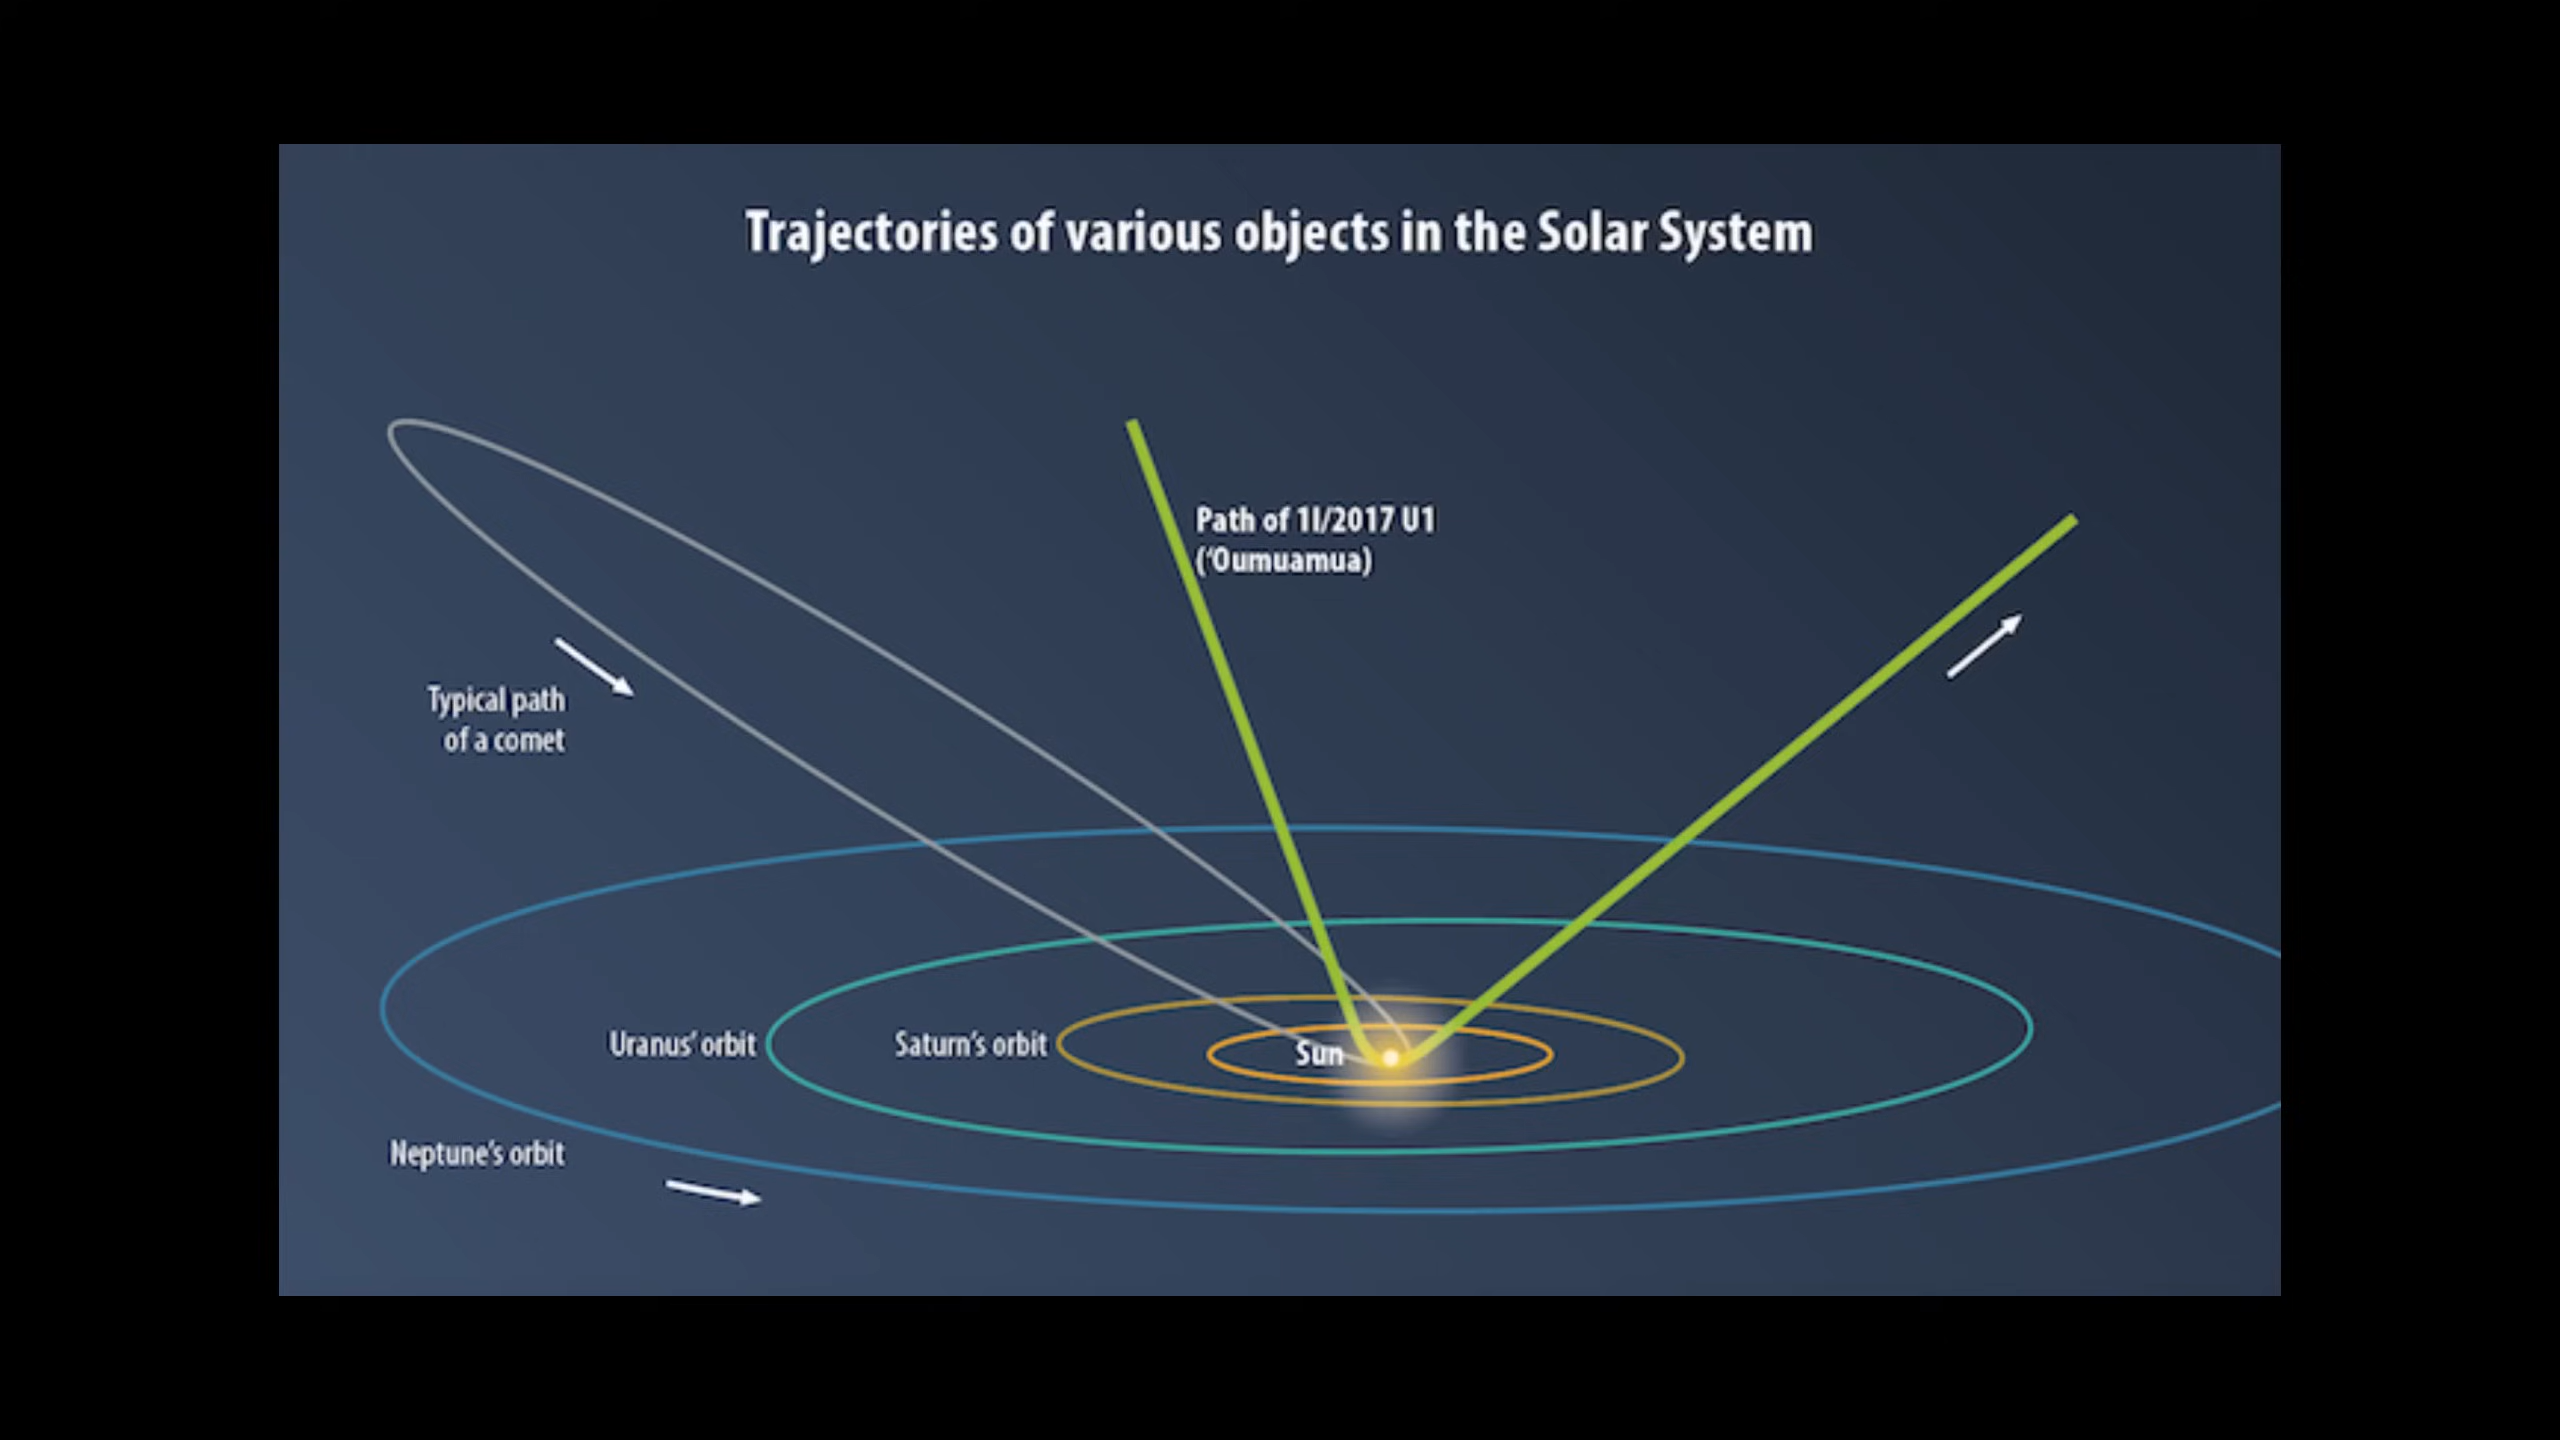 Trajectories of various objects in the Solar System
Path of 1I/2017 U1
(‘Oumuamua)
Typical path
of a comet
Uranus’ orbit
Saturn’s orbit
Sun
Neptune’s orbit